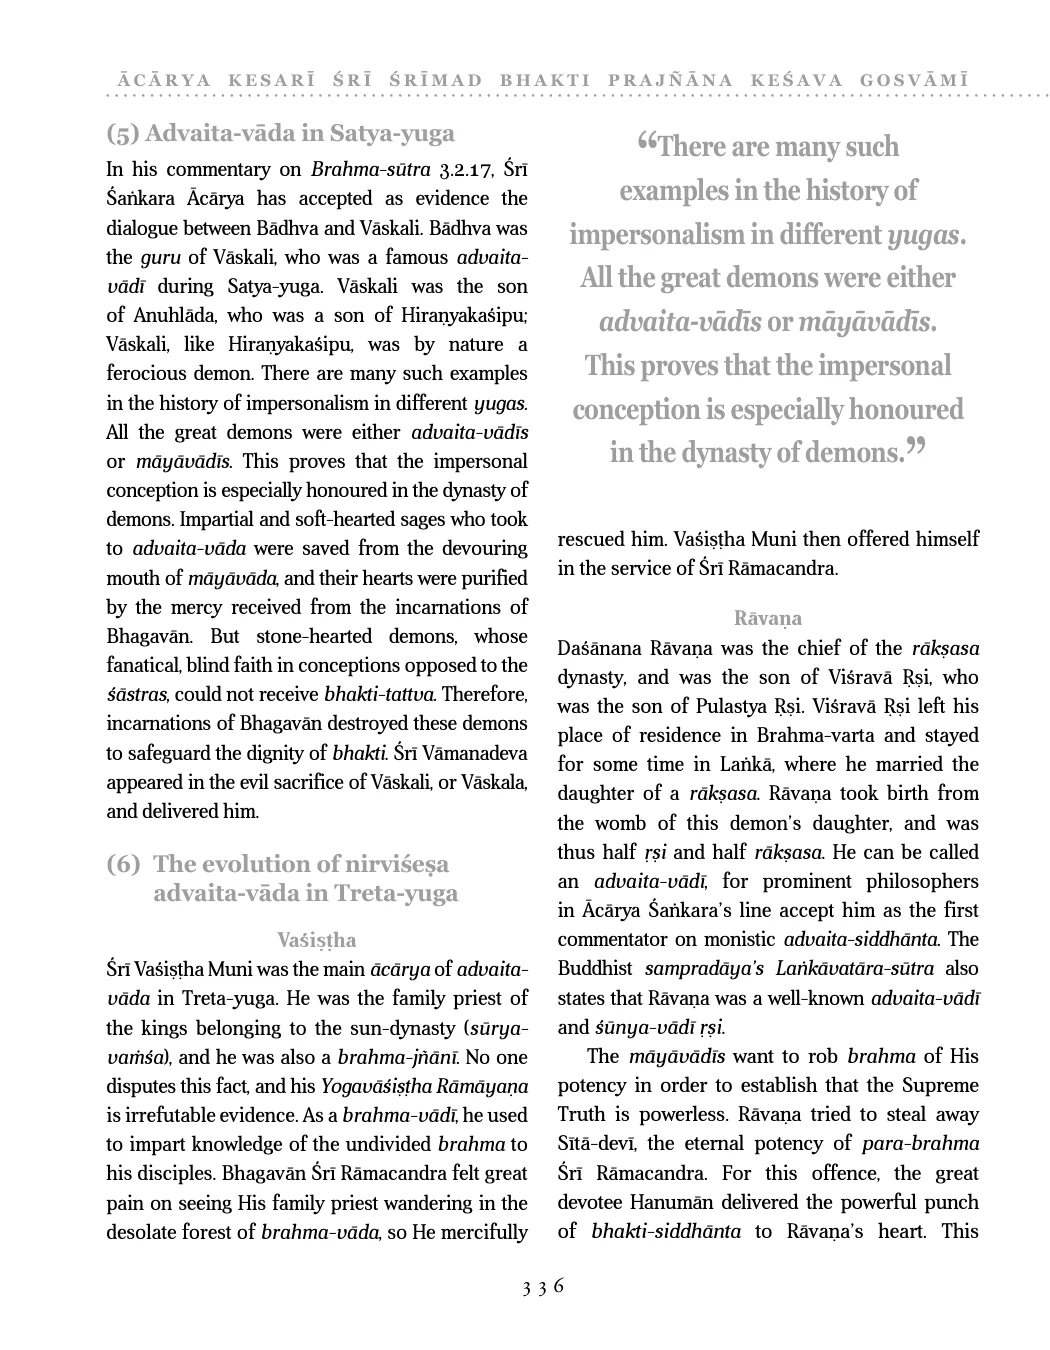 ĀCĀRYA KESARĪ ŚRĪ ŚRĪMAD BHAKTI PRAJÑĀNA KEŚAVA GOSVĀMĪ
(5) Advaita-vāda in Satya-yuga
In his commentary on Brahma-sūtra 3.2.17, Śrī
Śaṅkara Ācārya has accepted as evidence the
dialogue between Bādhva and Vāskali. Bādhva was
the guru of Vāskali, who was a famous advaita-
vādī during Satya-yuga. Vāskali was the son
of Anuhlāda, who was a son of Hiraṇyakaśipu;
Vāskali, like Hiraṇyakaśipu, was by nature a
ferocious demon. There are many such examples
in the history of impersonalism in different yugas.
All the great demons were either advaita-vādīs
or māyāvādīs. This proves that the impersonal
conception is especially honoured in the dynasty of
demons. Impartial and soft-hearted sages who took
to advaita-vāda were saved from the devouring
mouth of māyāvāda, and their hearts were purified
by the mercy received from the incarnations of
Bhagavān. But stone-hearted demons, whose
fanatical, blind faith in conceptions opposed to the
śāstras, could not receive bhakti-tattva. Therefore,
incarnations of Bhagavān destroyed these demons
to safeguard the dignity of bhakti. Śrī Vāmanadeva
appeared in the evil sacrifice of Vāskali, or Vāskala,
and delivered him.
(6) The evolution of nirviśeṣa
advaita-vāda in Treta-yuga
Vaśiṣṭha
Śrī Vaśiṣṭha Muni was the main ācārya of advaita-
vāda in Treta-yuga. He was the family priest of
the kings belonging to the sun-dynasty (sūrya-
vaṁśa), and he was also a brahma-jñānī. No one
disputes this fact, and his Yogavāśiṣṭha Rāmāyaṇa
is irrefutable evidence. As a brahma-vādī, he used
to impart knowledge of the undivided brahma to
his disciples. Bhagavān Śrī Rāmacandra felt great
pain on seeing His family priest wandering in the
desolate forest of brahma-vāda, so He mercifully
“There are many such
examples in the history of
impersonalism in different yugas.
All the great demons were either
advaita-vādīs or māyāvādīs.
This proves that the impersonal
conception is especially honoured
in the dynasty of demons.”
rescued him. Vaśiṣṭha Muni then offered himself
in the service of Śrī Rāmacandra.
Rāvaṇa
Daśānana Rāvaṇa was the chief of the rākṣasa
dynasty, and was the son of Viśravā Ṛṣi, who
was the son of Pulastya Ṛṣi. Viśravā Ṛṣi left his
place of residence in Brahma-varta and stayed
for some time in Laṅkā, where he married the
daughter of a rākṣasa. Rāvaṇa took birth from
the womb of this demon’s daughter, and was
thus half ṛṣi and half rākṣasa. He can be called
an advaita-vādī, for prominent philosophers
in Ācārya Śaṅkara’s line accept him as the first
commentator on monistic advaita-siddhānta. The
Buddhist sampradāya’s Laṅkāvatāra-sūtra also
states that Rāvaṇa was a well-known advaita-vādī
and śūnya-vādī ṛṣi.
The māyāvādīs want to rob brahma of His
potency in order to establish that the Supreme
Truth is powerless. Rāvaṇa tried to steal away
Sītā-devī, the eternal potency of para-brahma
Śrī Rāmacandra. For this offence, the great
devotee Hanumān delivered the powerful punch
of bhakti-siddhānta to Rāvaṇa’s heart. This
336